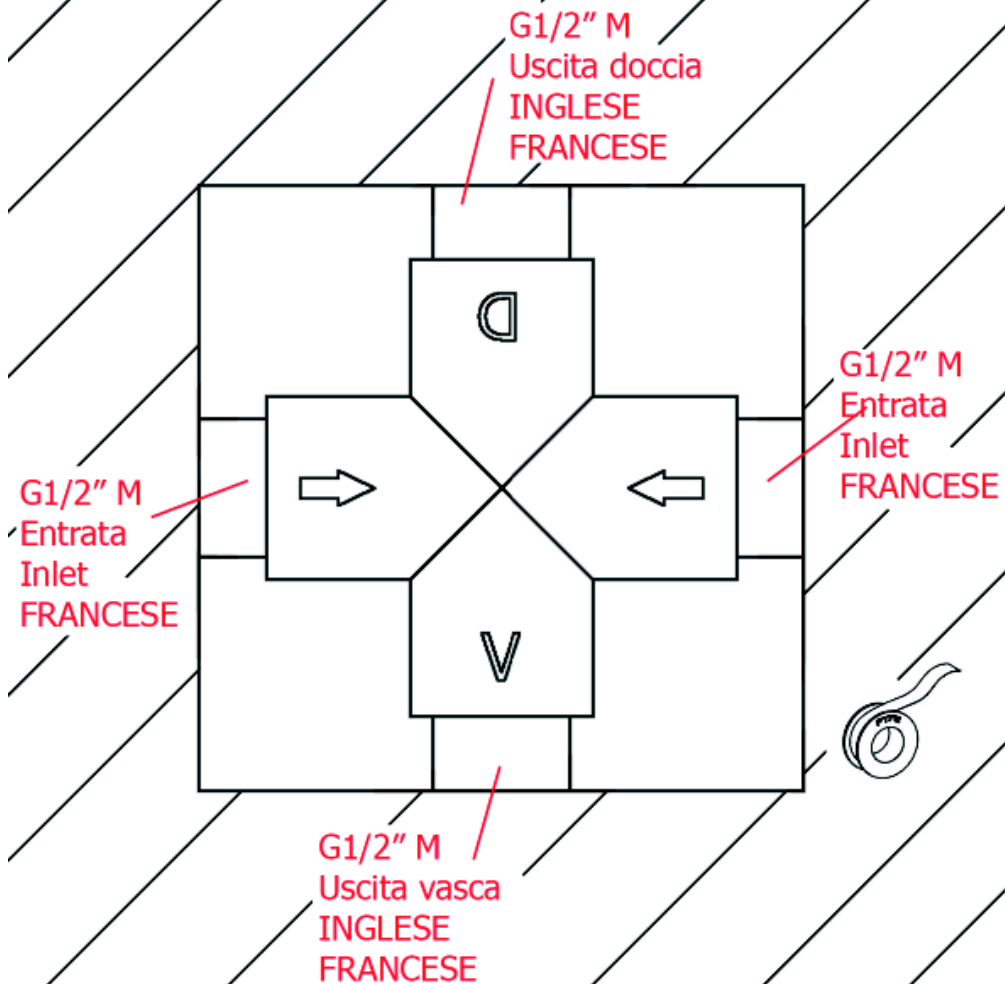 G1/2" M
Uscita doccia
INGLESE
FRANCESE
D
G1/2" M
Entrata
Inlet
FRANCESE
G1/2" M
Entrata
Inlet
FRANCESE
V
PTFE
G1/2" M
Uscita vasca
INGLESE
FRANCESE